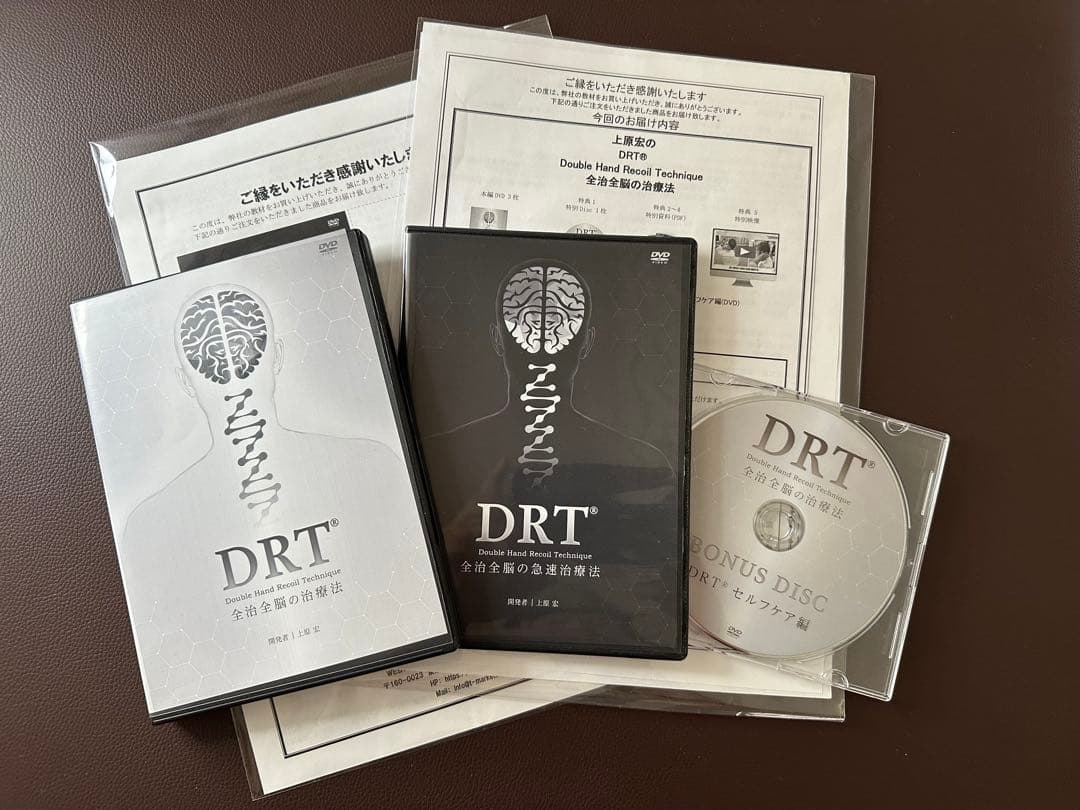 ご縁をいただき感謝いたします
この度は、弊社の教材をお買い上げいただき、誠にありがとうございます。
下記の通りご注文をいただきました商品をお届け致します。
今回のお届け内容
上原宏の
DRT®
Double Hand Recoil Technique
全治全脳の治療法
本編DVD 3枚
特典1
特別Disc 1枚
特典2～4
特別資料(PDF)
特典5
特別映像
フケア編(DVD)
ご縁をいただき感謝いたしま
この度は、弊社の教材をお買い上げいただき、誠にありがとうございます。
下記の通りご注文をいただきました商品をお届け致します。
DVD
DVD
VIDEO
DRT®
Double Hand Recoil Technique
全治全脳の治療法
開発者｜上原 宏
DVD
VIDEO
DRT®
Double Hand Recoil Technique
全治全脳の急速治療法
開発者｜上原 宏
DRT®
Double Hand Recoil Technique
全治全脳の治療法
BONUS DISC
DRT® セルフケア編
DVD
〒160-0023
HP: https:
Mail: info@t-market